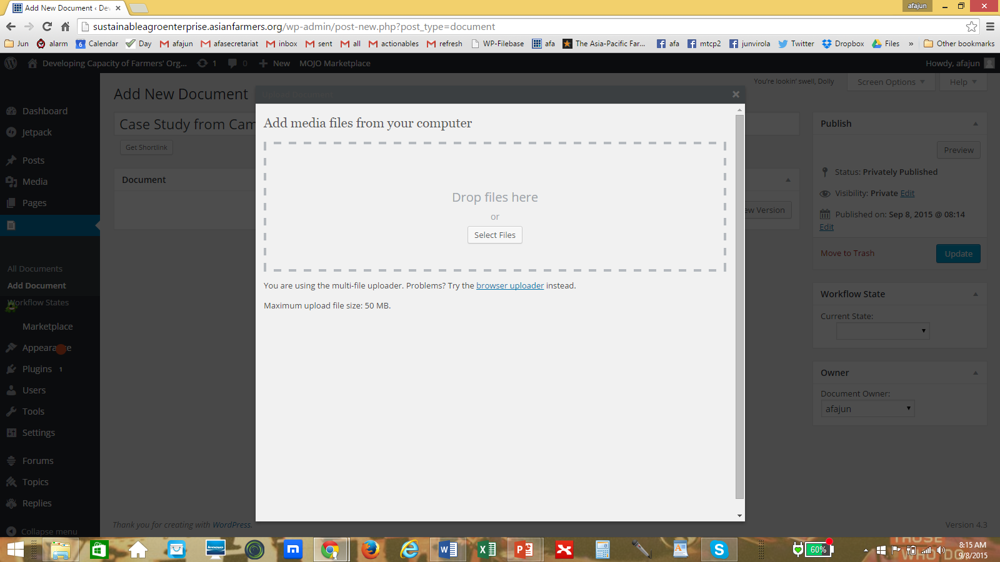 Add New Document ‹ Dev
afajun
sustainableagroenterprise.asianfarmers.org/wp-admin/post-new.php?post_type=document
Jun alarm 6 Calendar Day afajun afasecretariat inbox sent all actionables refresh WP-Filebase afa The Asia-Pacific Far... afa mtcp2 junvirola Twitter Dropbox Files » Other bookmarks
Developing Capacity of Farmers' Org... 1 0 New MOJO Marketplace Howdy, afajun
You're lookin' swell, Dolly Screen Options Help
Add New Document
Case Study from Cam
Get Shortlink
Document
ew Version
Dashboard
Jetpack
Posts
Media
Pages
All Documents
Add Document
Workflow States
Marketplace
Appearance
Plugins 1
Users
Tools
Settings
Forums
Topics
Replies
Collapse menu
Add media files from your computer
Drop files here
or
Select Files
You are using the multi-file uploader. Problems? Try the browser uploader instead.
Maximum upload file size: 50 MB.
Publish
Preview
Status: Privately Published
Visibility: Private Edit
Published on: Sep 8, 2015 @ 08:14
Edit
Move to Trash Update
Workflow State
Current State:
Owner
Document Owner:
afajun
Thank you for creating with WordPress. Version 4.3
lenovo
60%
THOSE
WHO DO
8:15 AM
9/8/2015